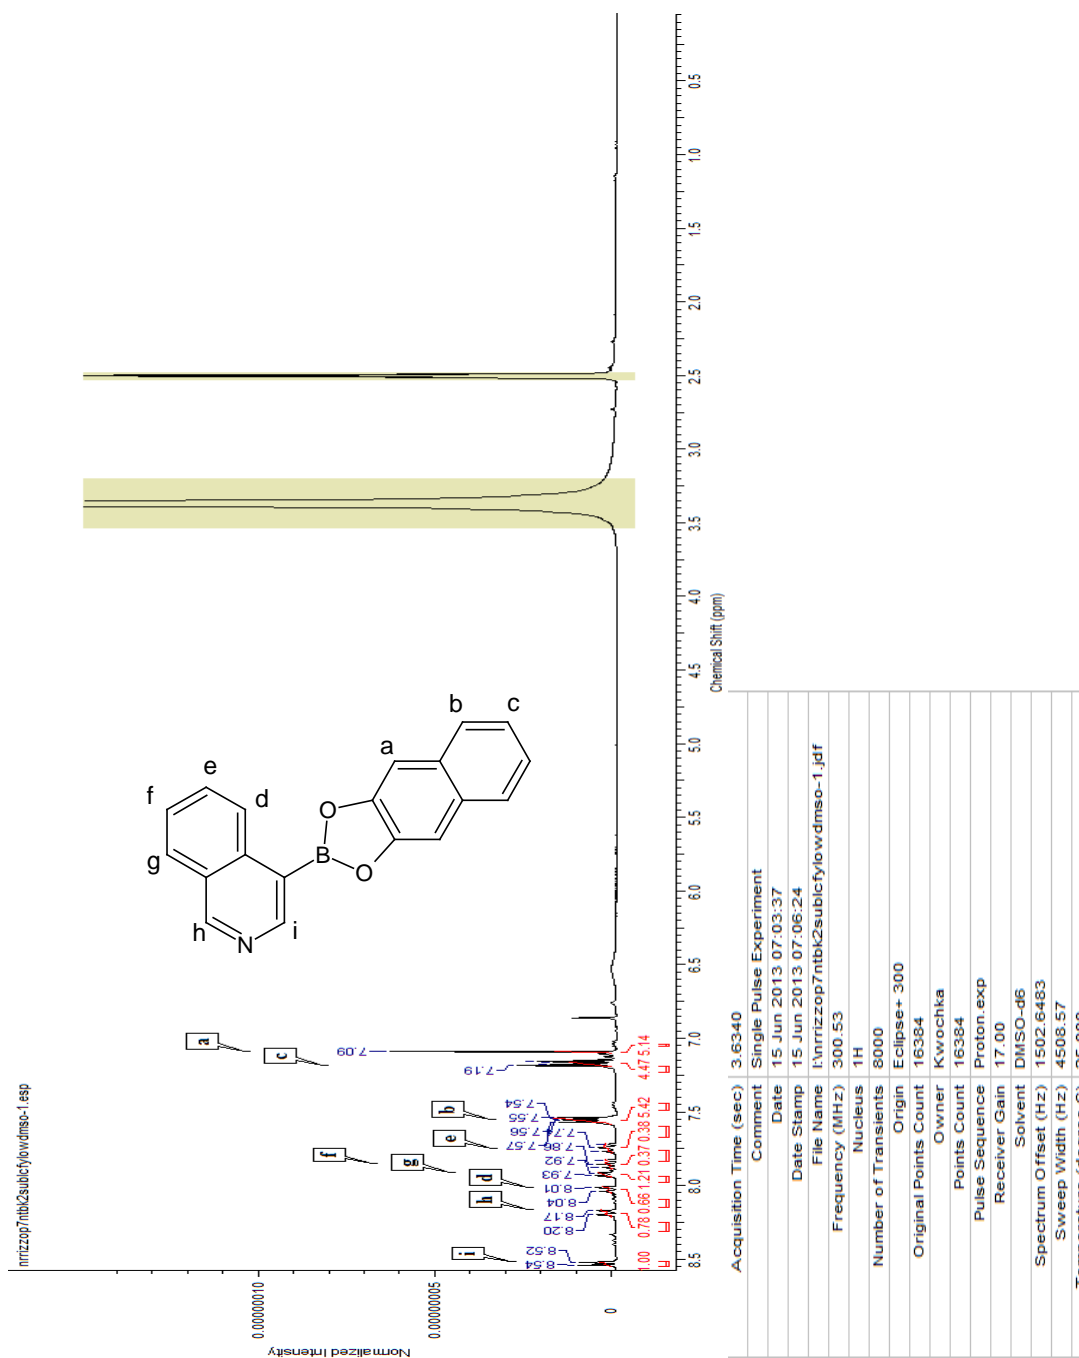 nrrizzop7ntbk2sublcfylowdmso-1.esp
Normalized Intensity
0.00000010
0.00000005
0
a
c
b
e
f
g
d
h
i
7.09
7.19
7.54
7.55
7.56
7.57
7.86
7.92
7.93
8.01
8.04
8.17
8.20
8.52
8.54
1.00 0.78 0.66 1.21 0.37 0.38 5.42 4.47 5.14
8.5 8.0 7.5 7.0 6.5 6.0 5.5 5.0 4.5 4.0 3.5 3.0 2.5 2.0 1.5 1.0 0.5
Chemical Shift (ppm)
f
e
d
g
h
N
i
B
O
O
a
b
c
Acquisition Time (sec) 3.6340
Comment Single Pulse Experiment
Date 15 Jun 2013 07:03:37
Date Stamp 15 Jun 2013 07:06:24
File Name I:\nrrizzop7ntbk2sublcfylowdmso-1.jdf
Frequency (MHz) 300.53
Nucleus 1H
Number of Transients 8000
Origin Eclipse+ 300
Original Points Count 16384
Owner Kwochka
Points Count 16384
Pulse Sequence Proton.exp
Receiver Gain 17.00
Solvent DMSO-d6
Spectrum Offset (Hz) 1502.6483
Sweep Width (Hz) 4508.57